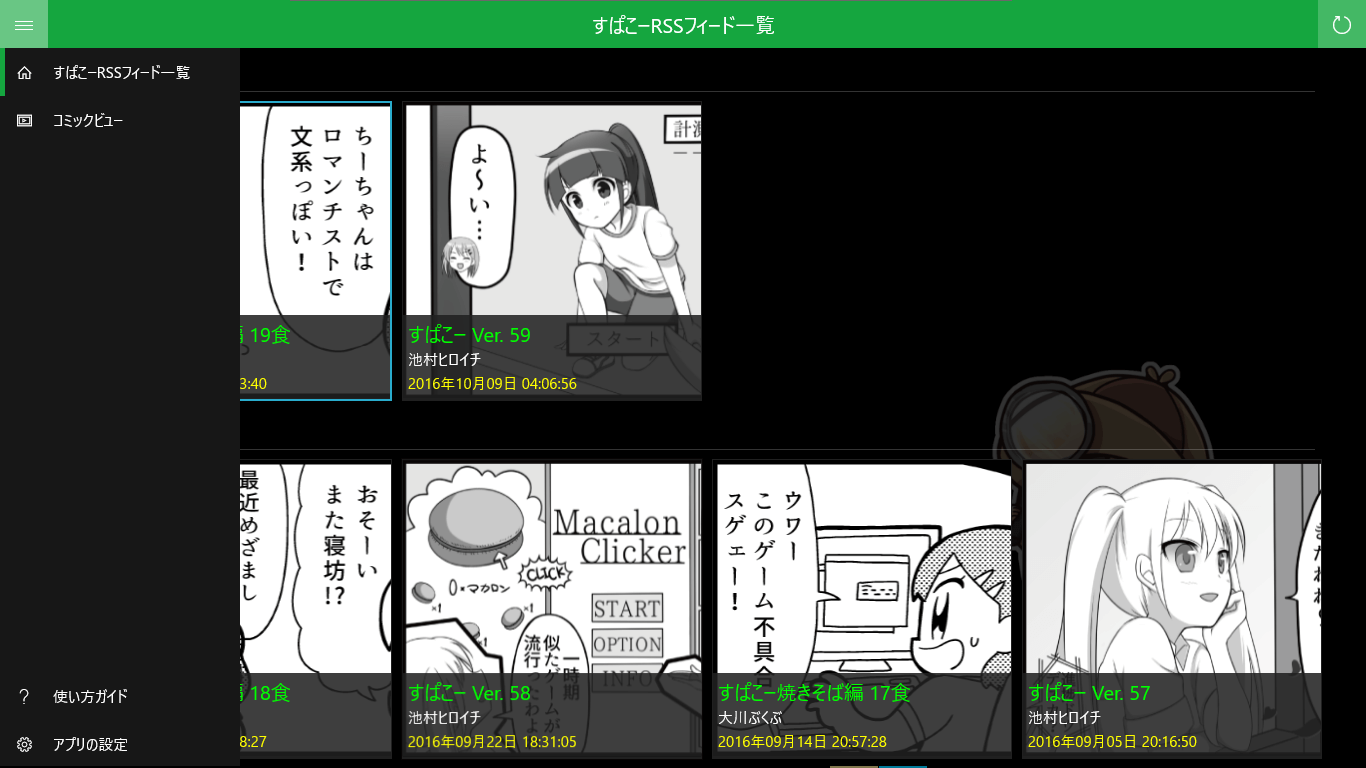 すぱこーRSSフィード一覧
すぱこーRSSフィード一覧
コミックビュー
ちーちゃんは
ロマンチストで
文系っぽい！
19食
3:40
よ～い…
スタート
すぱこー Ver. 59
池村ヒロイチ
2016年10月09日 04:06:56
おそーい
また寝坊!?
最近めざまし
18食
8:27
Macalon
Clicker
CLICK
0×マカロン
×1
×1
START
OPTION
INFO
一時期
似たゲームが
流行ったわよ
すぱこー Ver. 58
池村ヒロイチ
2016年09月22日 18:31:05
ウワー
このゲーム不具合
スゲェー！
すぱこー焼きそば編 17食
大川ぶくぶ
2016年09月14日 20:57:28
すぱこー Ver. 57
池村ヒロイチ
2016年09月05日 20:16:50
使い方ガイド
アプリの設定